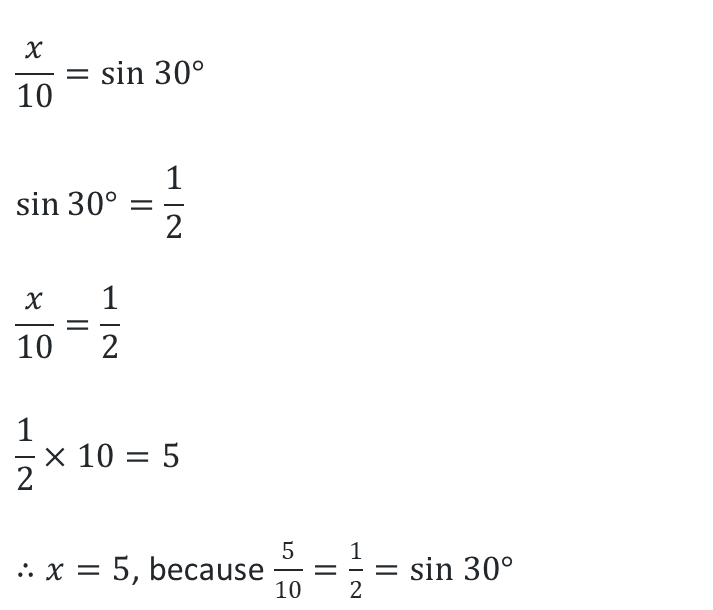 x/10 = sin 30°
sin 30° = 1/2
x/10 = 1/2
1/2 × 10 = 5
∴ x = 5, because 5/10 = 1/2 = sin 30°